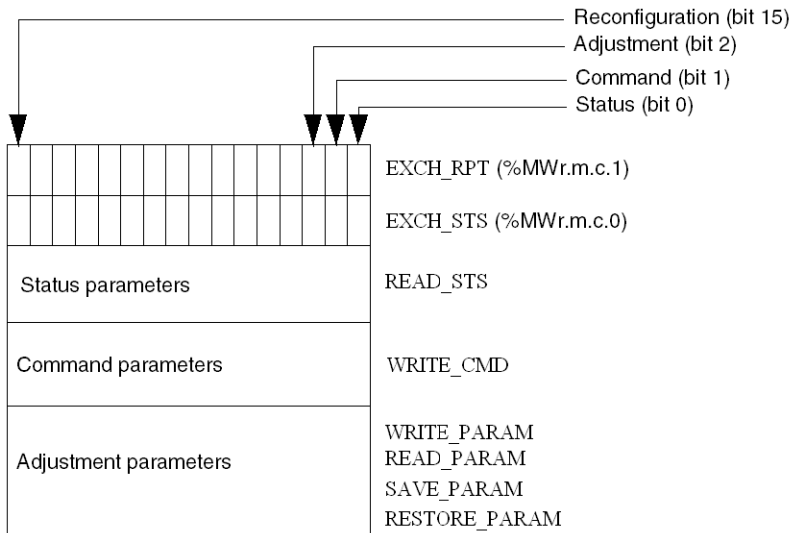 Reconfiguration (bit 15)
Adjustment (bit 2)
Command (bit 1)
Status (bit 0)
EXCH_RPT (%MWr.m.c.1)
EXCH_STS (%MWr.m.c.0)
Status parameters READ_STS
Command parameters WRITE_CMD
WRITE_PARAM
Adjustment parameters READ_PARAM
SAVE_PARAM
RESTORE_PARAM